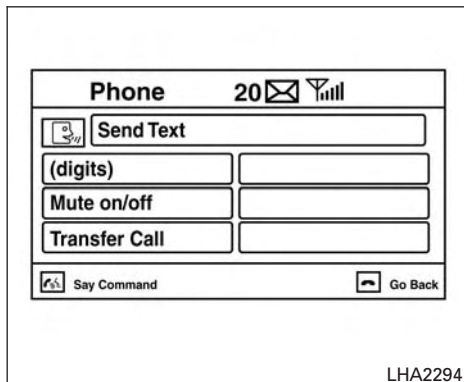 Phone 20
Send Text
(digits)
Mute on/off
Transfer Call
Say Command Go Back
LHA2294